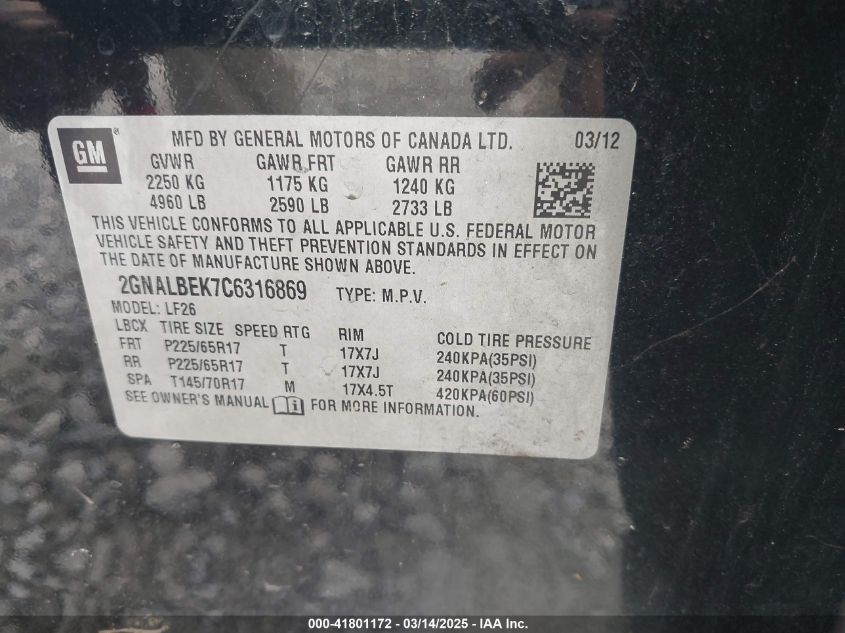 GM ®
MFD BY GENERAL MOTORS OF CANADA LTD. 03/12
GVWR GAWR FRT GAWR RR
2250 KG 1175 KG 1240 KG
4960 LB 2590 LB 2733 LB
THIS VEHICLE CONFORMS TO ALL APPLICABLE U.S. FEDERAL MOTOR
VEHICLE SAFETY AND THEFT PREVENTION STANDARDS IN EFFECT ON
THE DATE OF MANUFACTURE SHOWN ABOVE.
2GNALBEK7C6316869 TYPE: M.P.V.
MODEL: LF26
LBCX TIRE SIZE SPEED RTG RIM COLD TIRE PRESSURE
FRT P225/65R17 T 17X7J 240KPA(35PSI)
RR P225/65R17 T 17X7J 240KPA(35PSI)
SPA T145/70R17 M 17X4.5T 420KPA(60PSI)
SEE OWNER'S MANUAL FOR MORE INFORMATION.
000-41801172 - 03/14/2025 - IAA Inc.